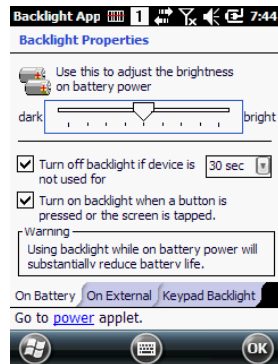 Backlight App 1 7:44
Backlight Properties
Use this to adjust the brightness
on battery power
dark bright
Turn off backlight if device is 30 sec
not used for
Turn on backlight when a button is
pressed or the screen is tapped.
Warning
Using backlight while on battery power will
substantially reduce battery life.
On Battery On External Keypad Backlight
Go to power applet.
OK